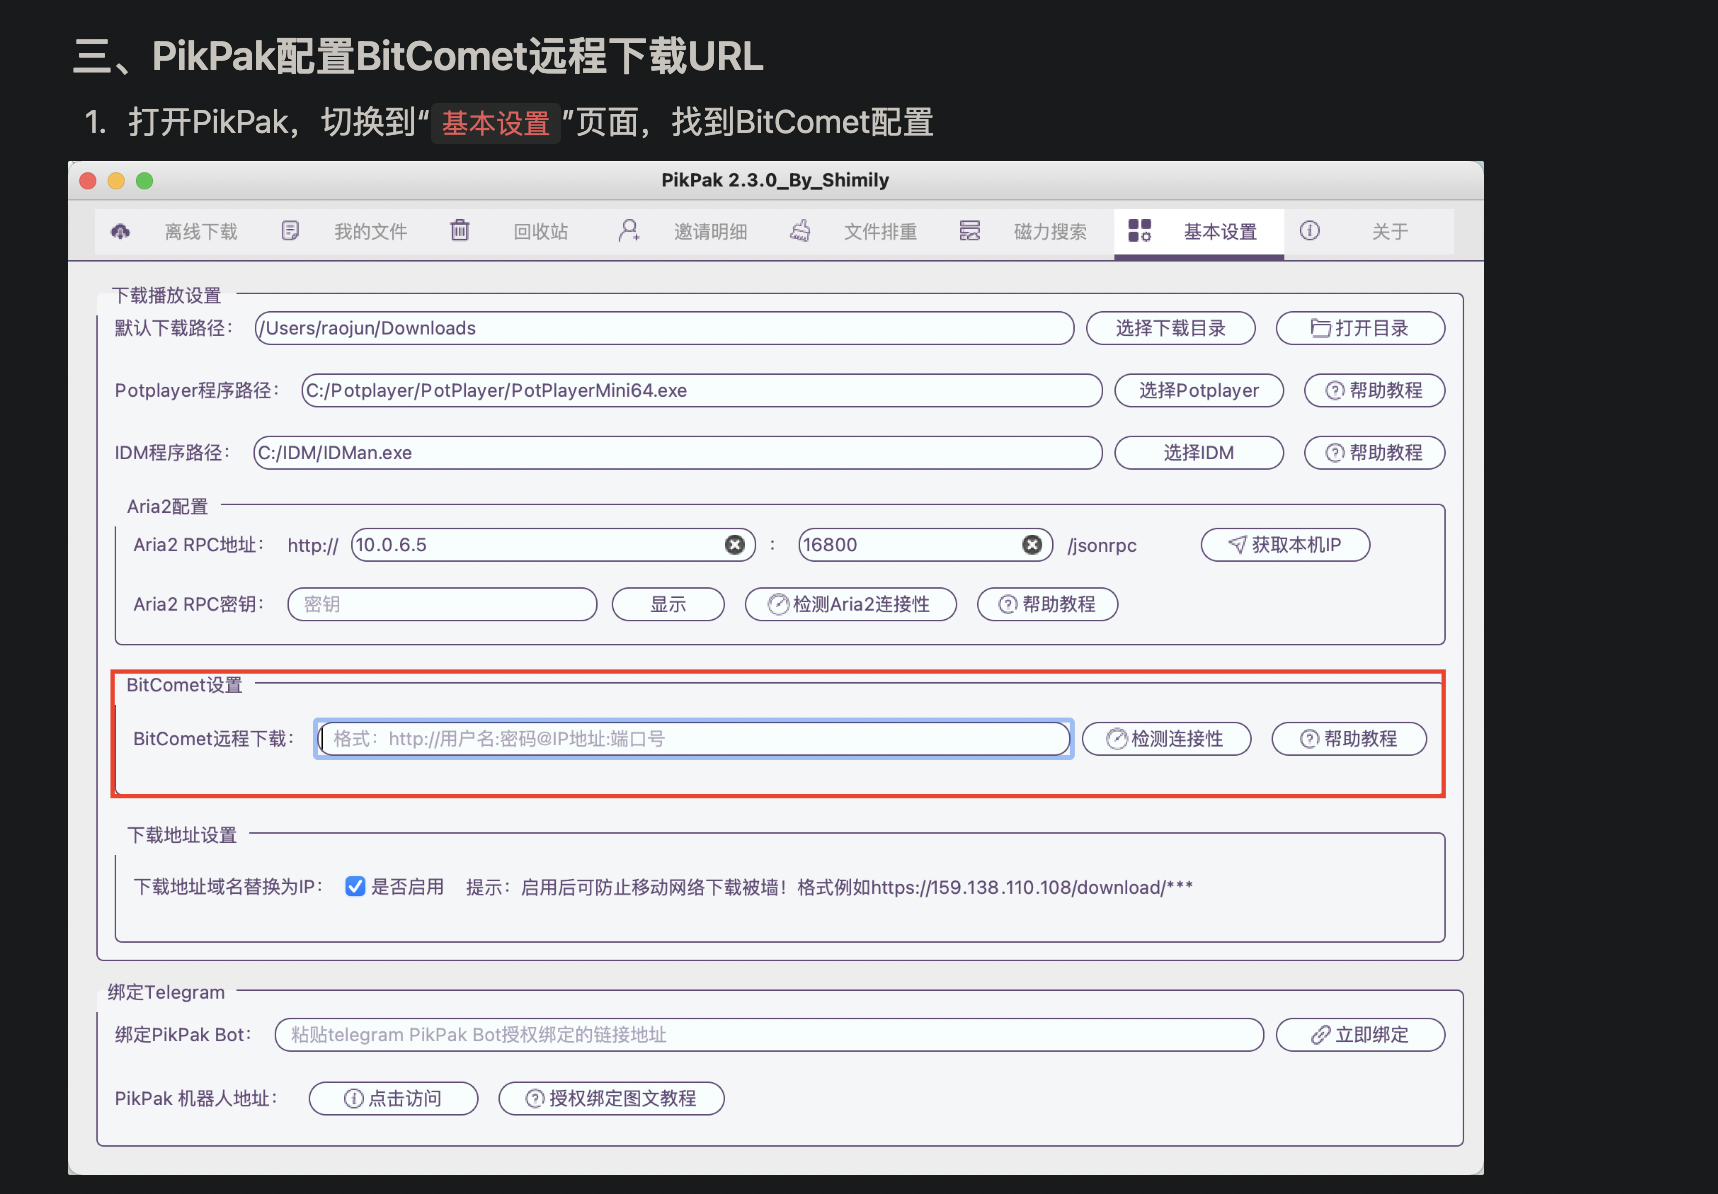 三、PikPak配置BitComet远程下载URL
1. 打开PikPak，切换到“基本设置”页面，找到BitComet配置
PikPak 2.3.0_By_Shimily
离线下载 我的文件 回收站 邀请明细 文件排重 磁力搜索 基本设置 关于
下载播放设置
默认下载路径： /Users/raojun/Downloads 选择下载目录 打开目录
Potplayer程序路径： C:/Potplayer/PotPlayer/PotPlayerMini64.exe 选择Potplayer 帮助教程
IDM程序路径： C:/IDM/IDMan.exe 选择IDM 帮助教程
Aria2配置
Aria2 RPC地址： http:// 10.0.6.5 : 16800 /jsonrpc 获取本机IP
Aria2 RPC密钥： 密钥 显示 检测Aria2连接性 帮助教程
BitComet设置
BitComet远程下载： 格式：http://用户名:密码@IP地址:端口号 检测连接性 帮助教程
下载地址设置
下载地址域名替换为IP： 是否启用 提示：启用后可防止移动网络下载被墙！格式例如https://159.138.110.108/download/***
绑定Telegram
绑定PikPak Bot： 粘贴telegram PikPak Bot授权绑定的链接地址 立即绑定
PikPak 机器人地址： 点击访问 授权绑定图文教程